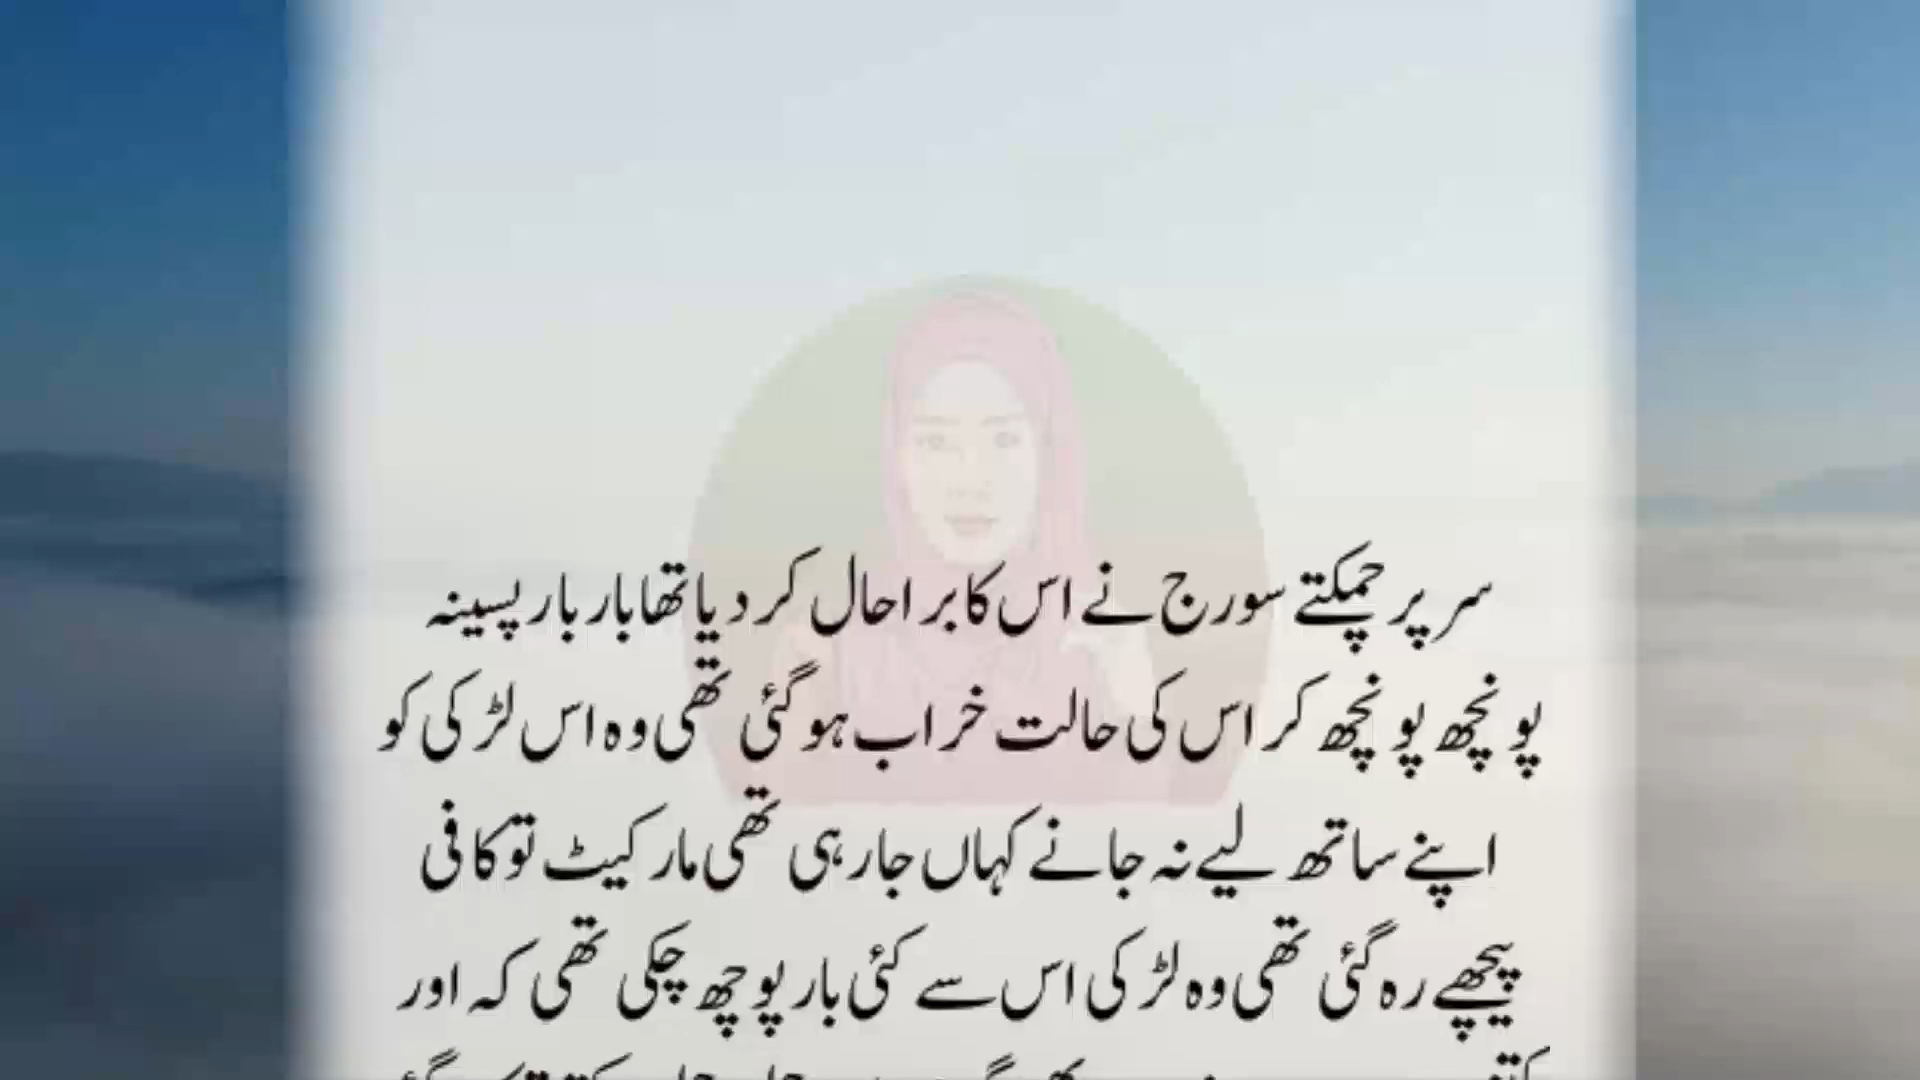 سر پر چمکتے سورج نے اس کا برا حال کر دیا تھا بار بار پسینہ
پونچھ پونچھ کر اس کی حالت خراب ہو گئی تھی وہ اس لڑکی کو
اپنے ساتھ لیے نہ جانے کہاں جا رہی تھی مارکیٹ تو کافی
پیچھے رہ گئی تھی وہ لڑکی اس سے کئی بار پوچھ چکی تھی کہ اور